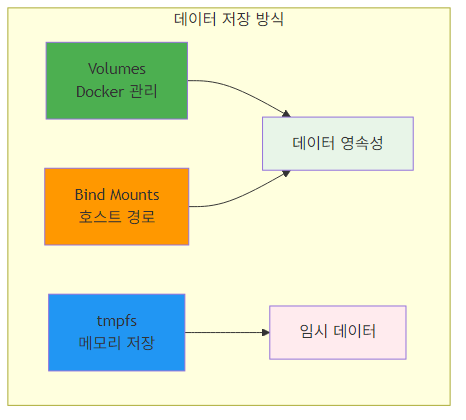 데이터 저장 방식
Volumes
Docker 관리
데이터 영속성
Bind Mounts
호스트 경로
tmpfs
메모리 저장
임시 데이터